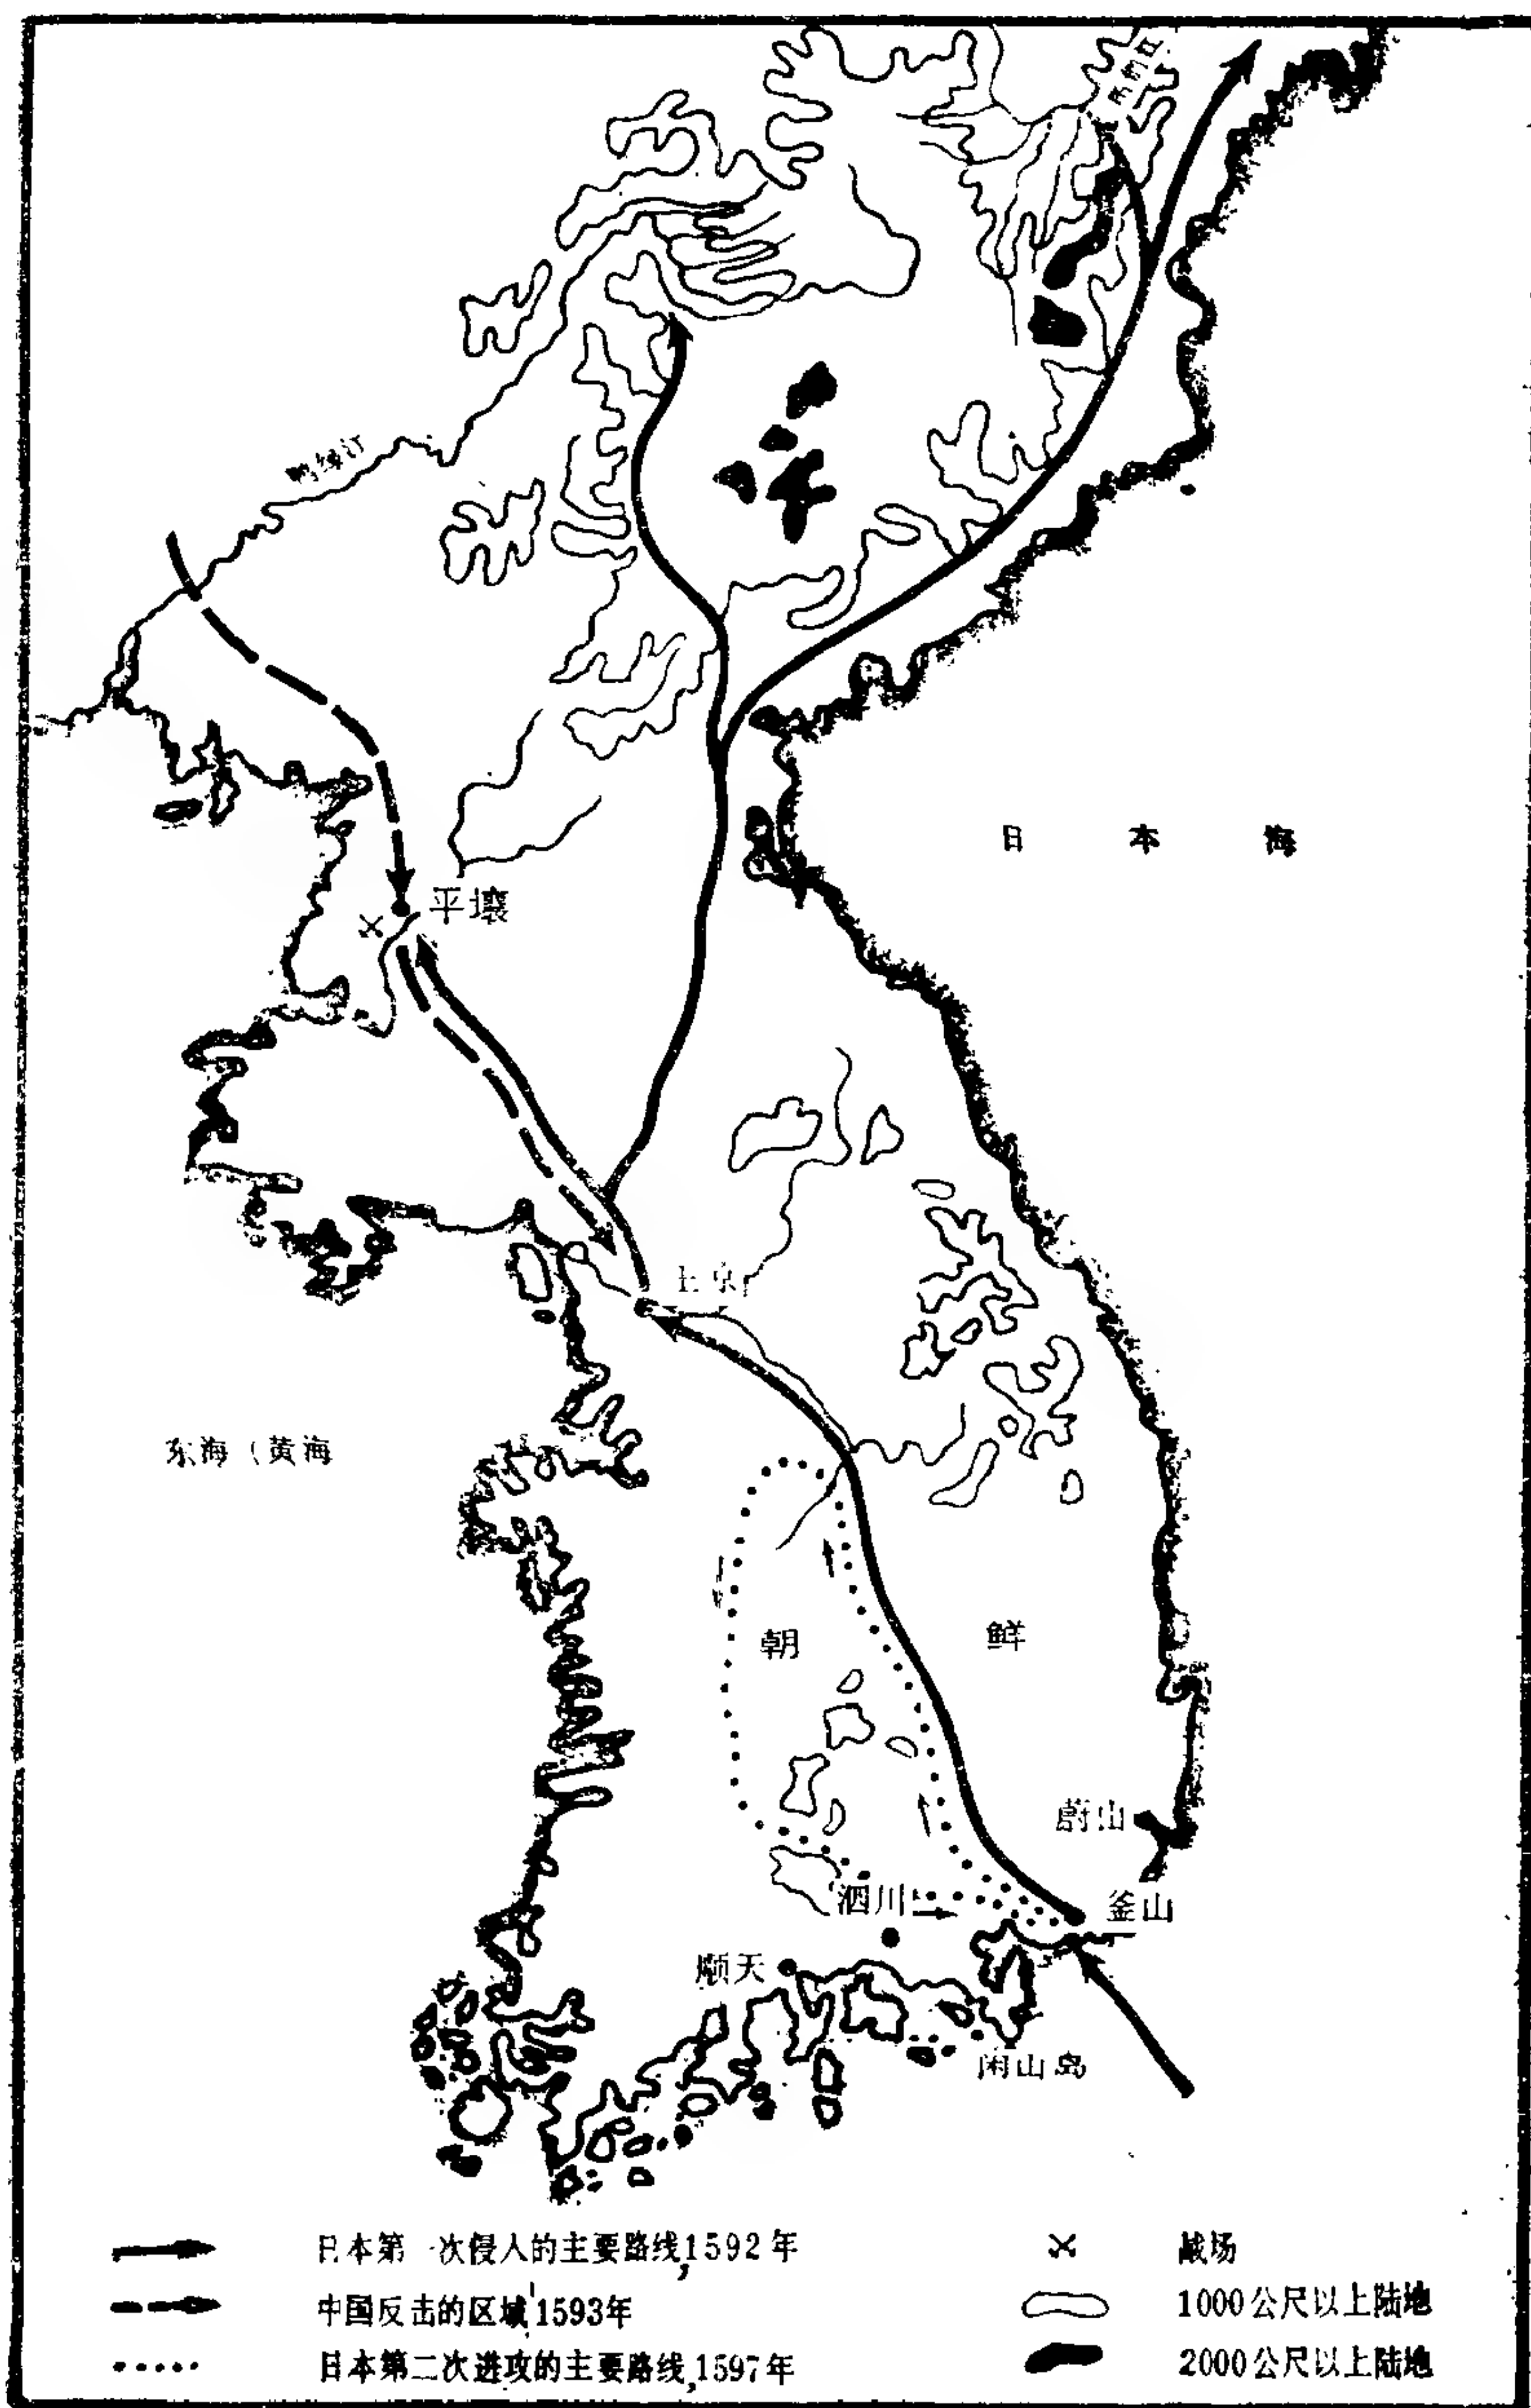 鸭绿江
平壤
日本海
东海（黄海
朝鲜
蔚山
泗川
釜山
顺天
闲山岛
日本第一次侵入的主要路线,1592年
中国反击的区域 1593年
日本第二次进攻的主要路线,1597年
战场
1000公尺以上陆地
2000公尺以上陆地